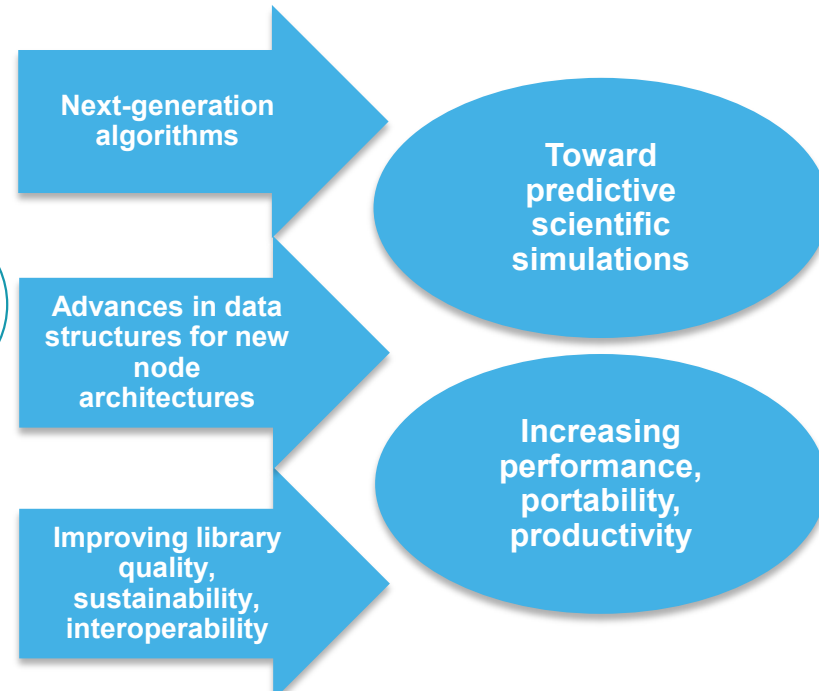 Next-generation
algorithms
Advances in data
structures for new
node
architectures
Improving library
quality,
sustainability,
interoperability
Toward
predictive
scientific
simulations
Increasing
performance,
portability,
productivity